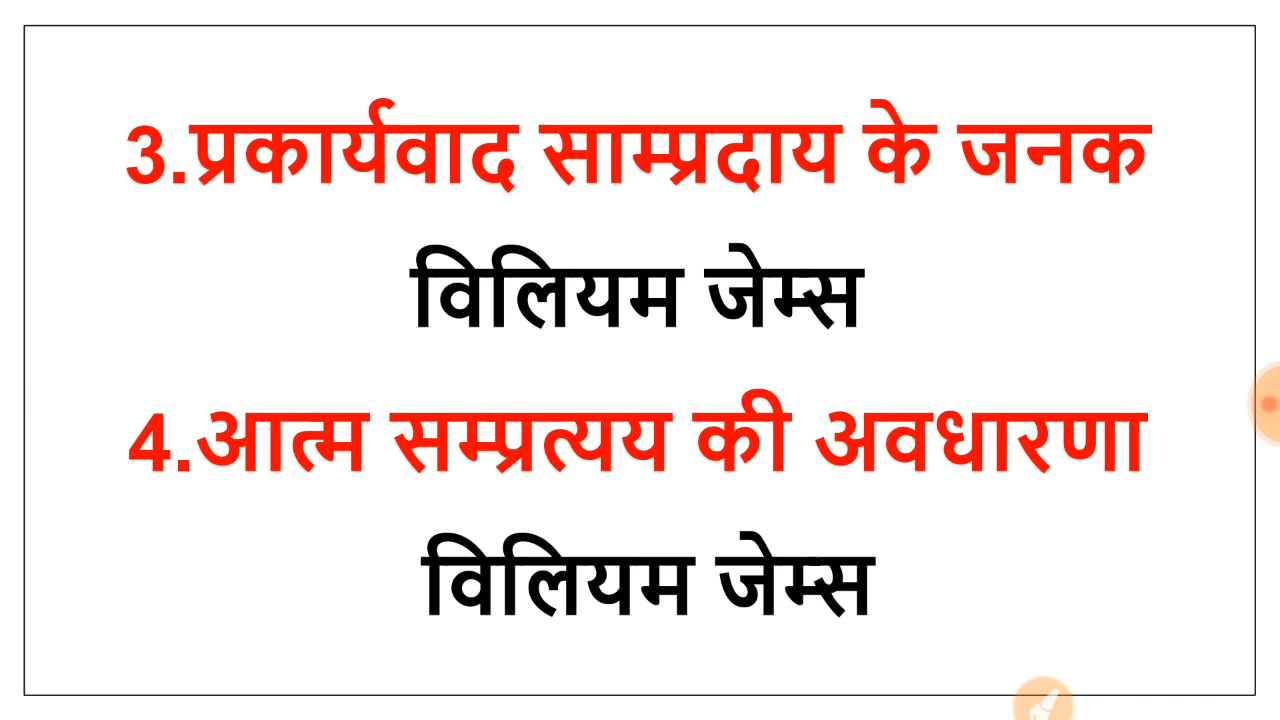 3.प्रकार्यवाद साम्प्रदाय के जनक
विलियम जेम्स
4.आत्म सम्प्रत्यय की अवधारणा
विलियम जेम्स